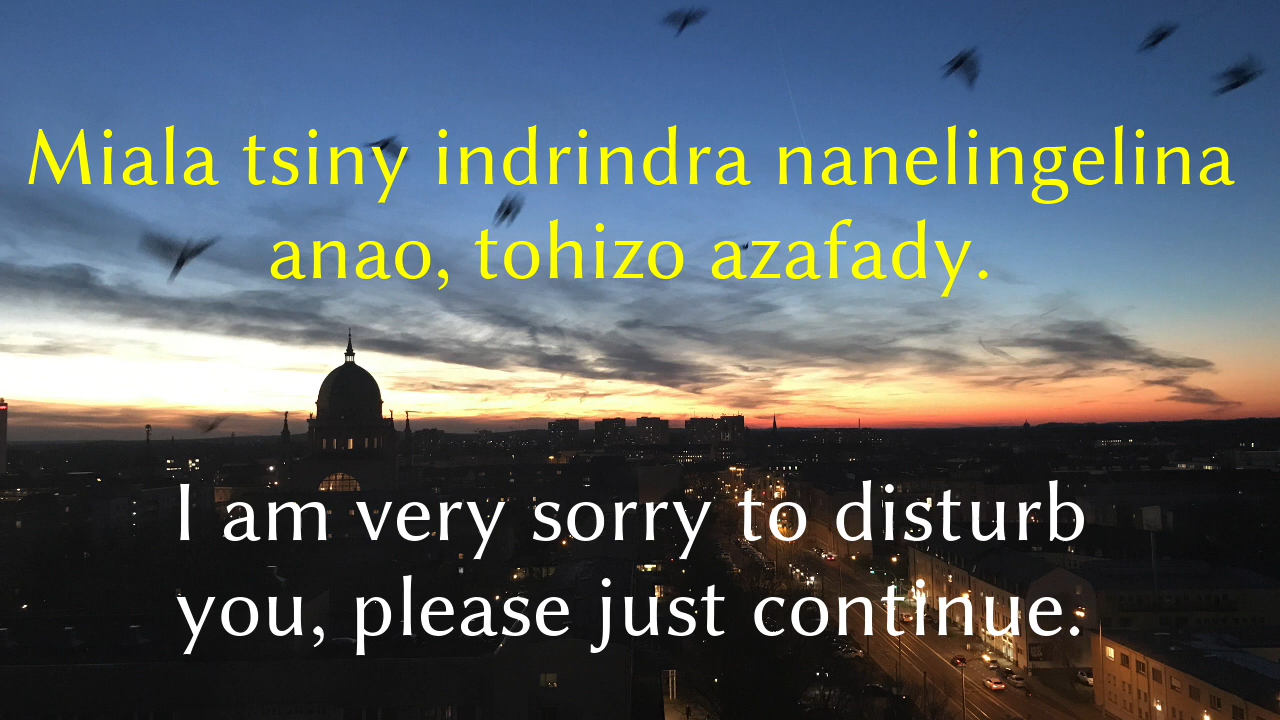 Miala tsiny indrindra nanelingelina
anao, tohizo azafady.
I am very sorry to disturb
you, please just continue.